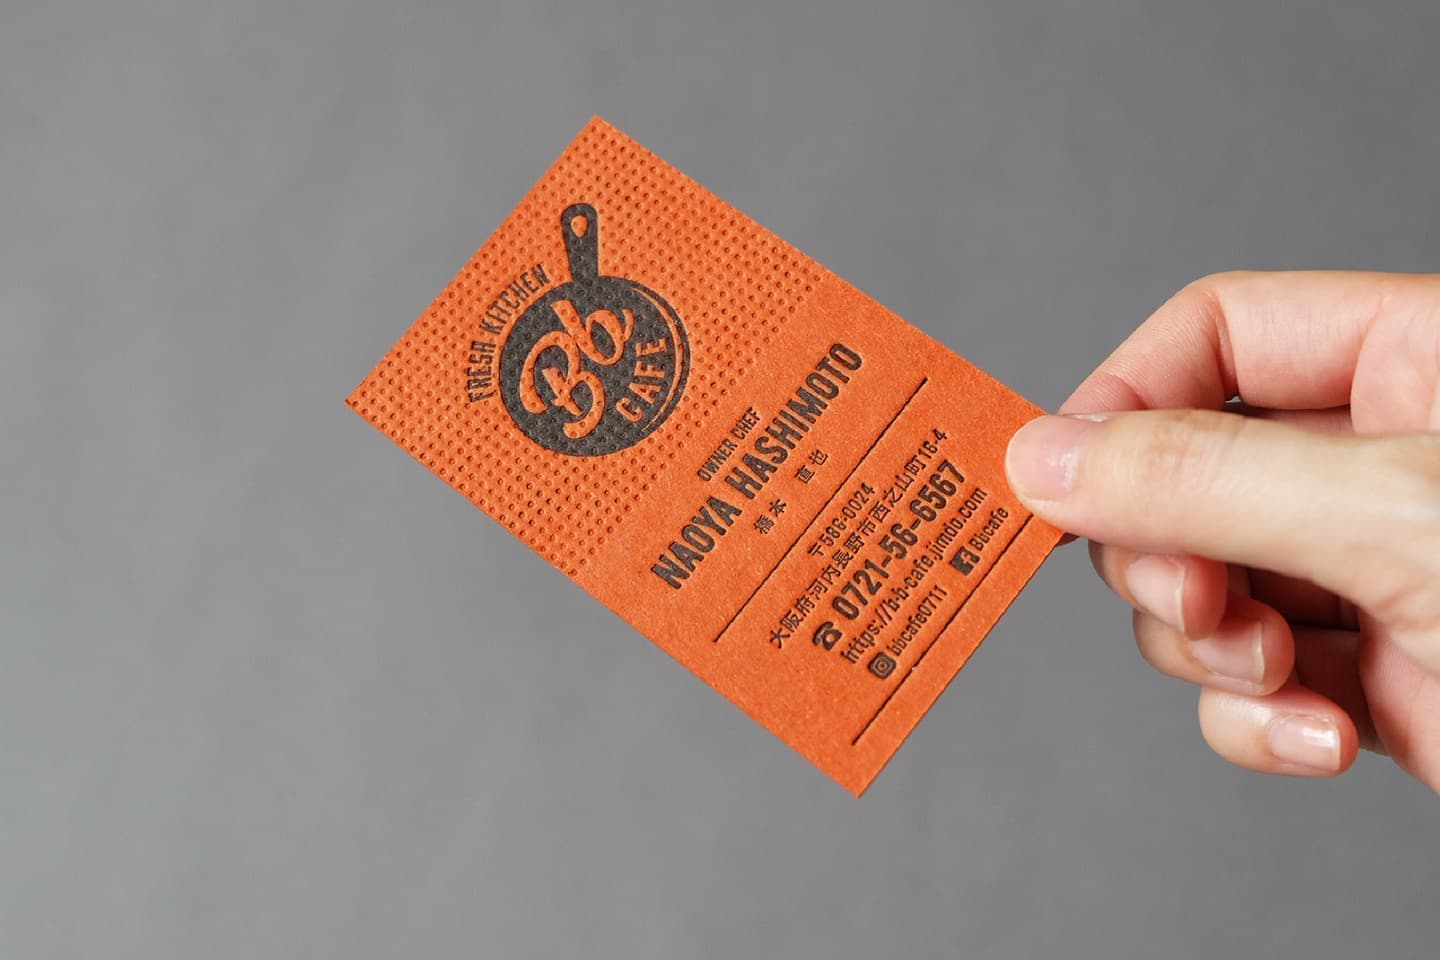 FRESH KITCHEN
Bb
CAFE
OWNER CHEF
NAOYA HASHIMOTO
橋本 直也
〒586-0024
大阪府河内長野市西之山町16-4
0721-56-6567
https://b-b-cafe.jimdo.com
bbcafe0711 Bbcafe